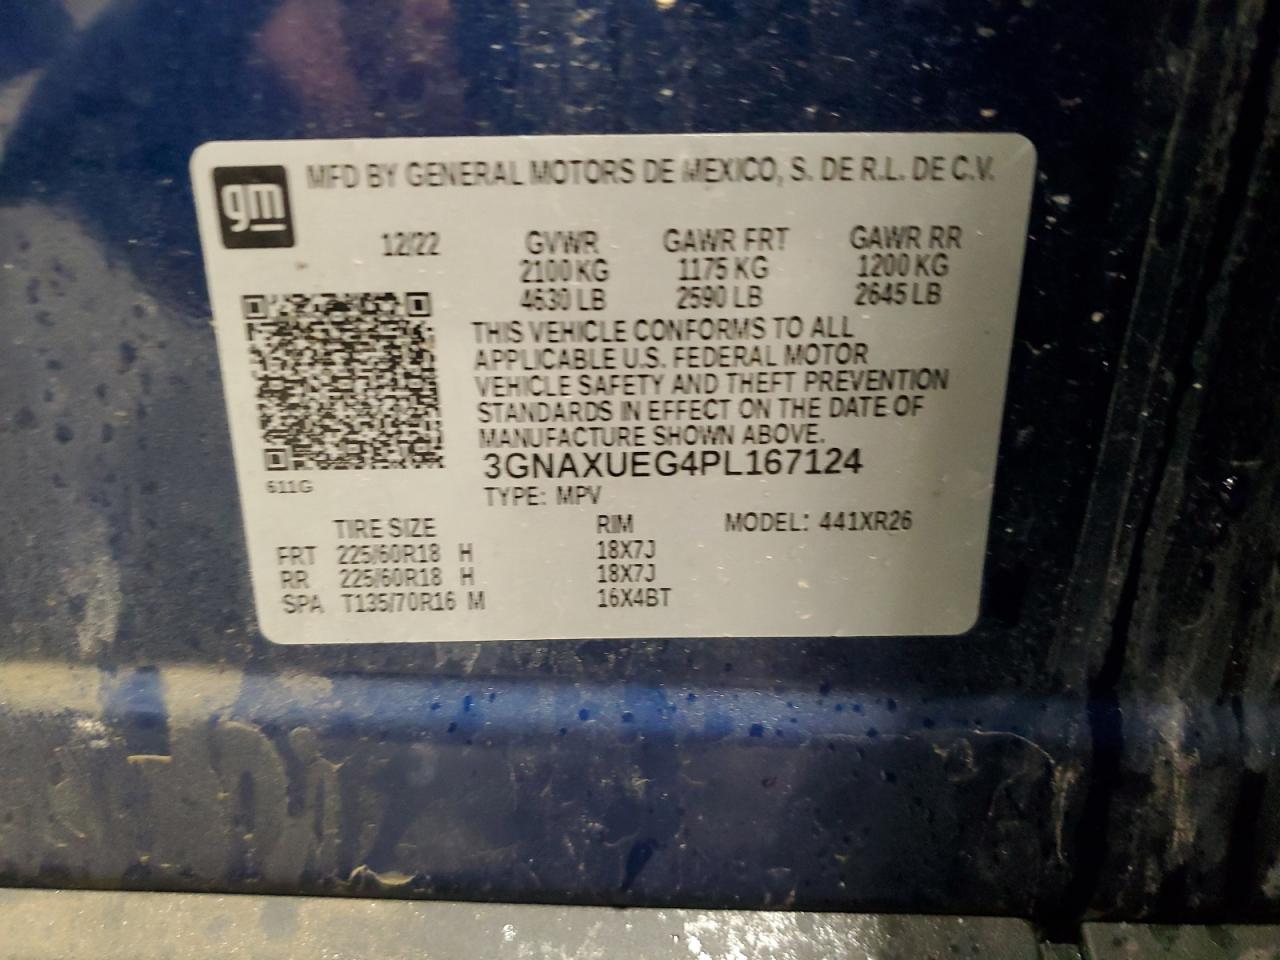 gm
MFD BY GENERAL MOTORS DE MEXICO, S. DE R.L. DE C.V.
12/22 GVWR GAWR FRT GAWR RR
2100 KG 1175 KG 1200 KG
4630 LB 2590 LB 2645 LB
THIS VEHICLE CONFORMS TO ALL
APPLICABLE U.S. FEDERAL MOTOR
VEHICLE SAFETY AND THEFT PREVENTION
STANDARDS IN EFFECT ON THE DATE OF
MANUFACTURE SHOWN ABOVE.
3GNAXUEG4PL167124
611G
TYPE: MPV
TIRE SIZE RIM MODEL: 441XR26
FRT 225/60R18 H 18X7J
RR 225/60R18 H 18X7J
SPA T135/70R16 M 16X4BT